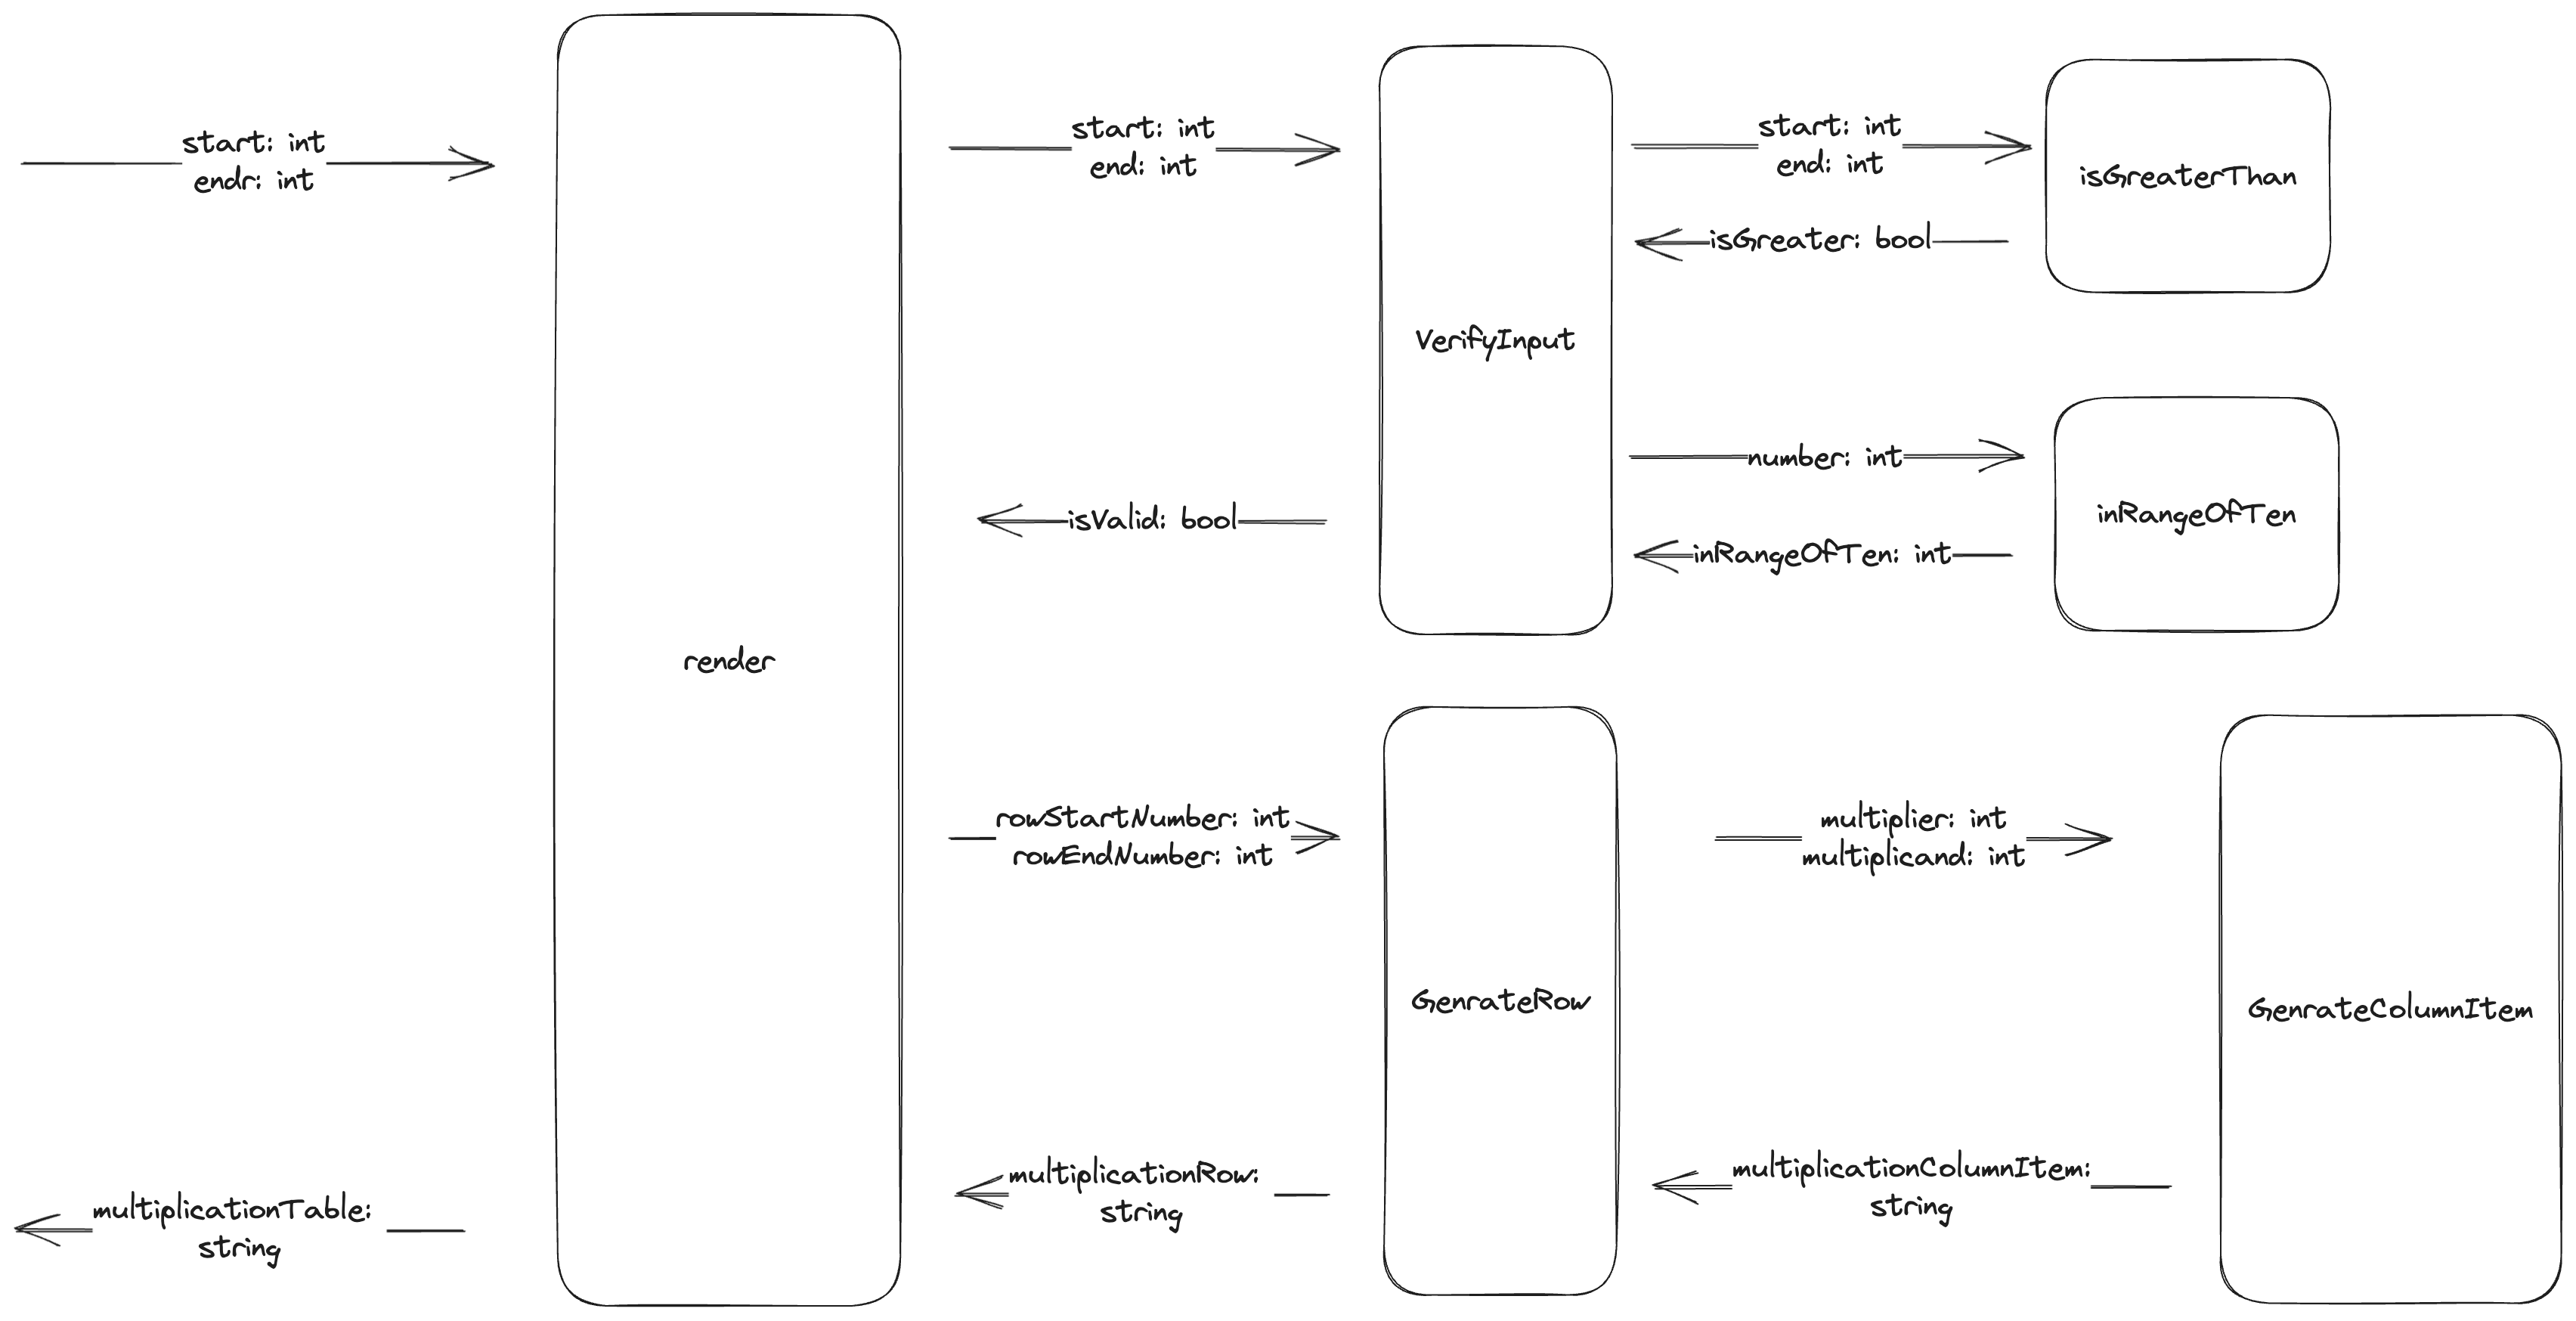 start: int
endr: int
render
multiplicationTable:
string
start: int
end: int
isValid: bool
VerifyInput
start: int
end: int
isGreater: bool
isGreaterThan
number: int
inRangeOfTen: int
inRangeOfTen
rowStartNumber: int
rowEndNumber: int
multiplicationRow:
string
GenrateRow
multiplier: int
multiplicand: int
multiplicationColumnItem:
string
GenrateColumnItem